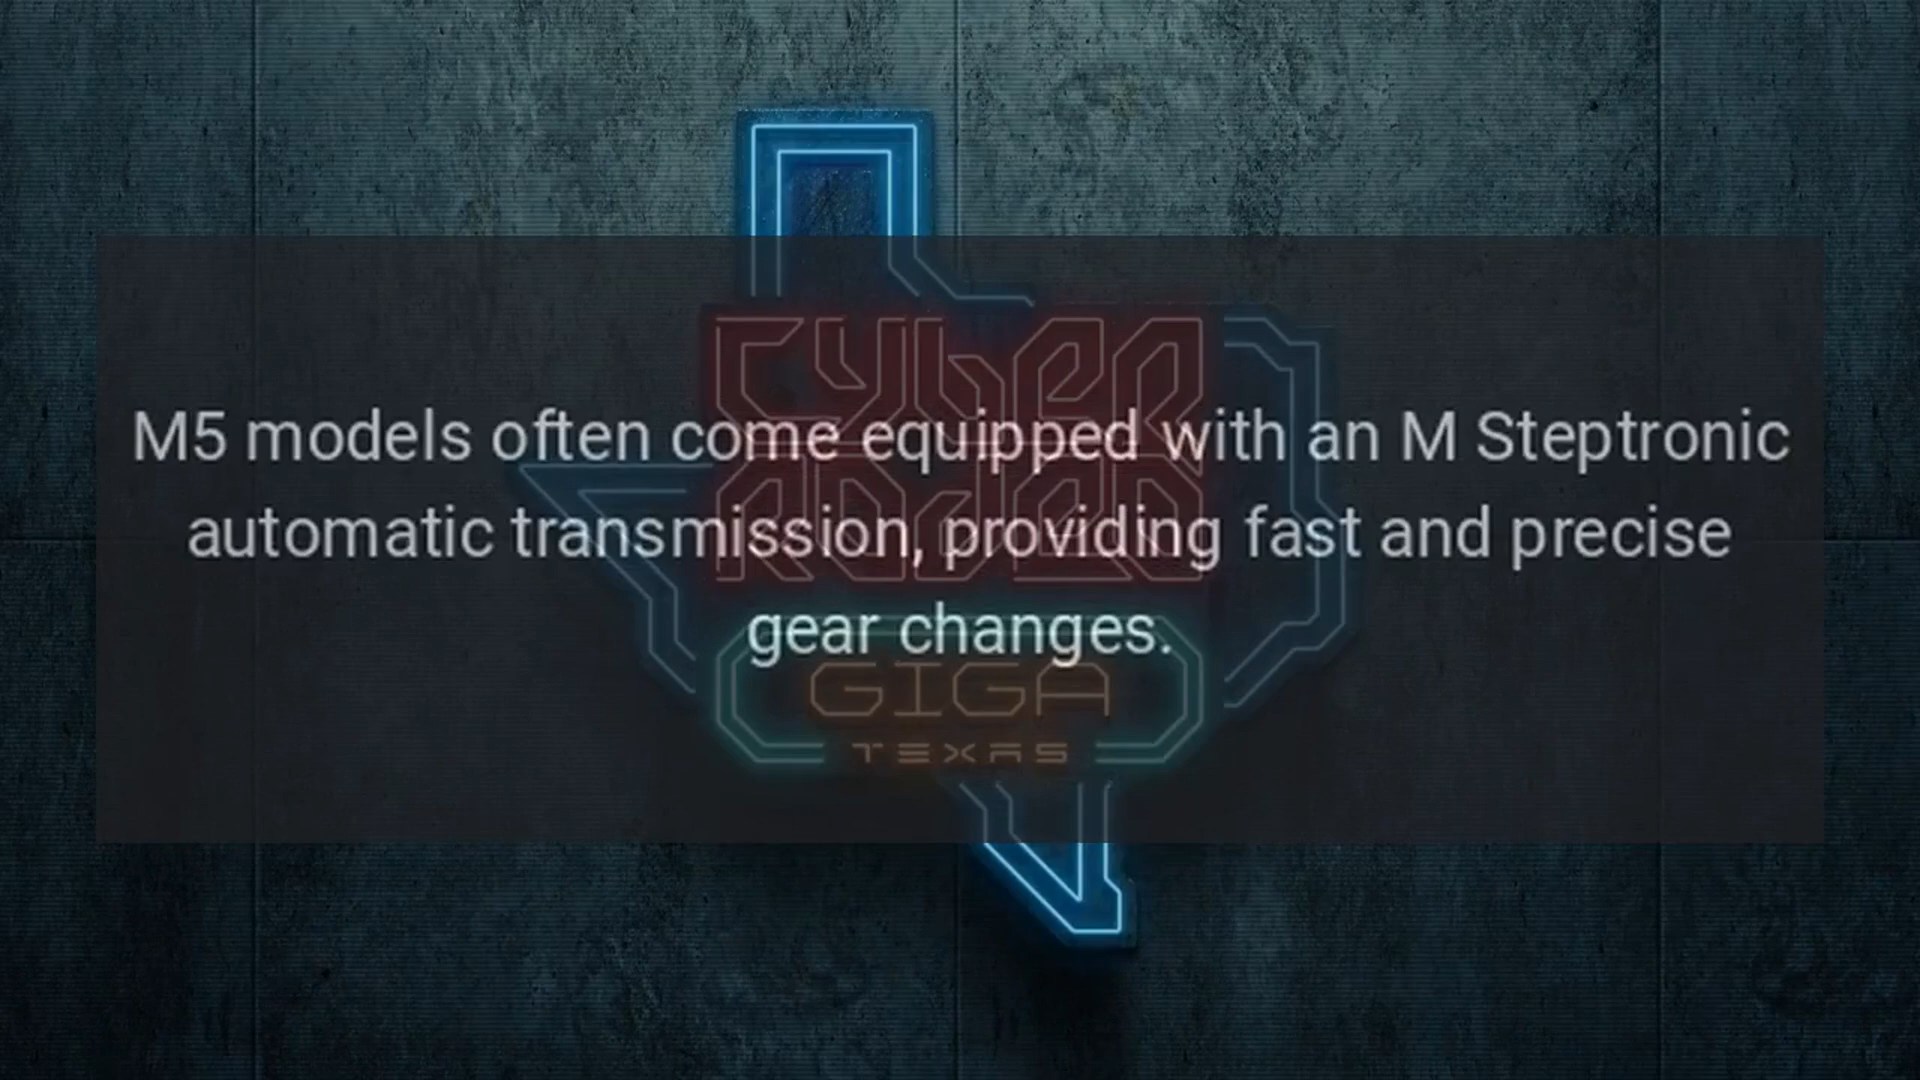 CYBER
M5 models often come equipped with an M Steptronic
RODEO
automatic transmission, providing fast and precise
gear changes.
GIGA
TEXAS